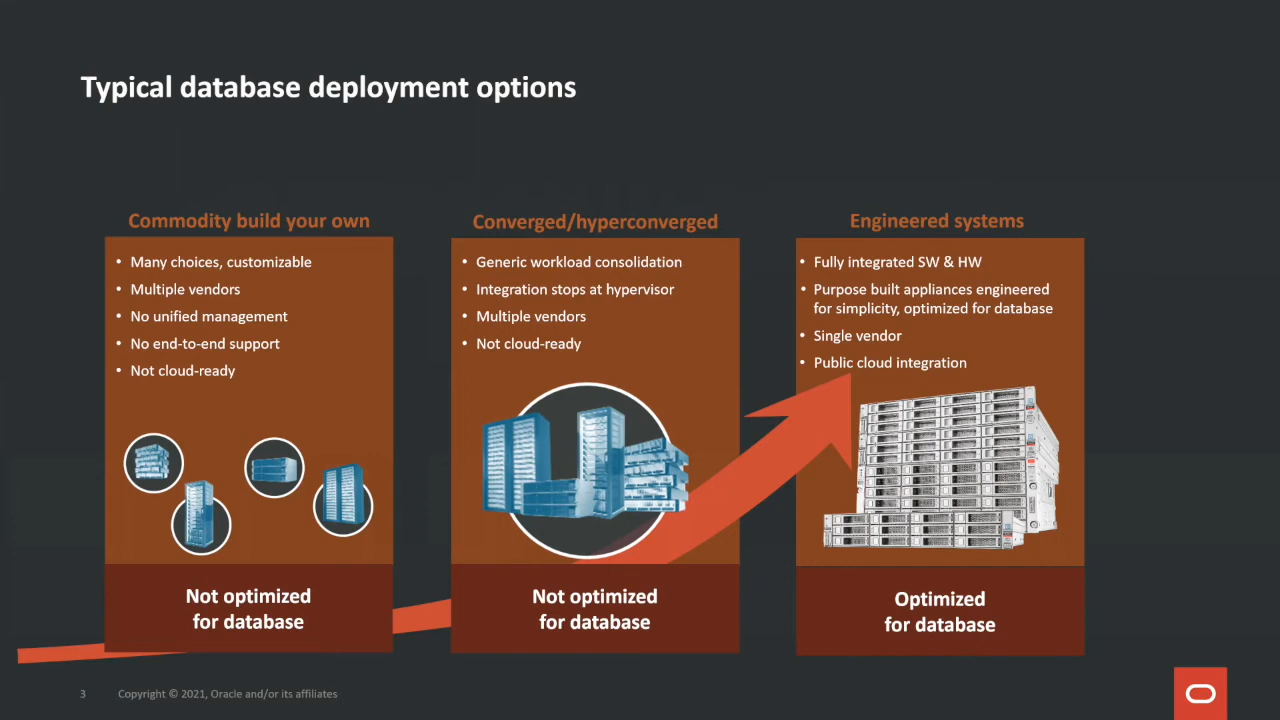 Typical database deployment options
Commodity build your own
• Many choices, customizable
• Multiple vendors
• No unified management
• No end-to-end support
• Not cloud-ready
Not optimized
for database
Converged/hyperconverged
• Generic workload consolidation
• Integration stops at hypervisor
• Multiple vendors
• Not cloud-ready
Not optimized
for database
Engineered systems
• Fully integrated SW & HW
• Purpose built appliances engineered
for simplicity, optimized for database
• Single vendor
• Public cloud integration
Optimized
for database
3 Copyright © 2021, Oracle and/or its affiliates